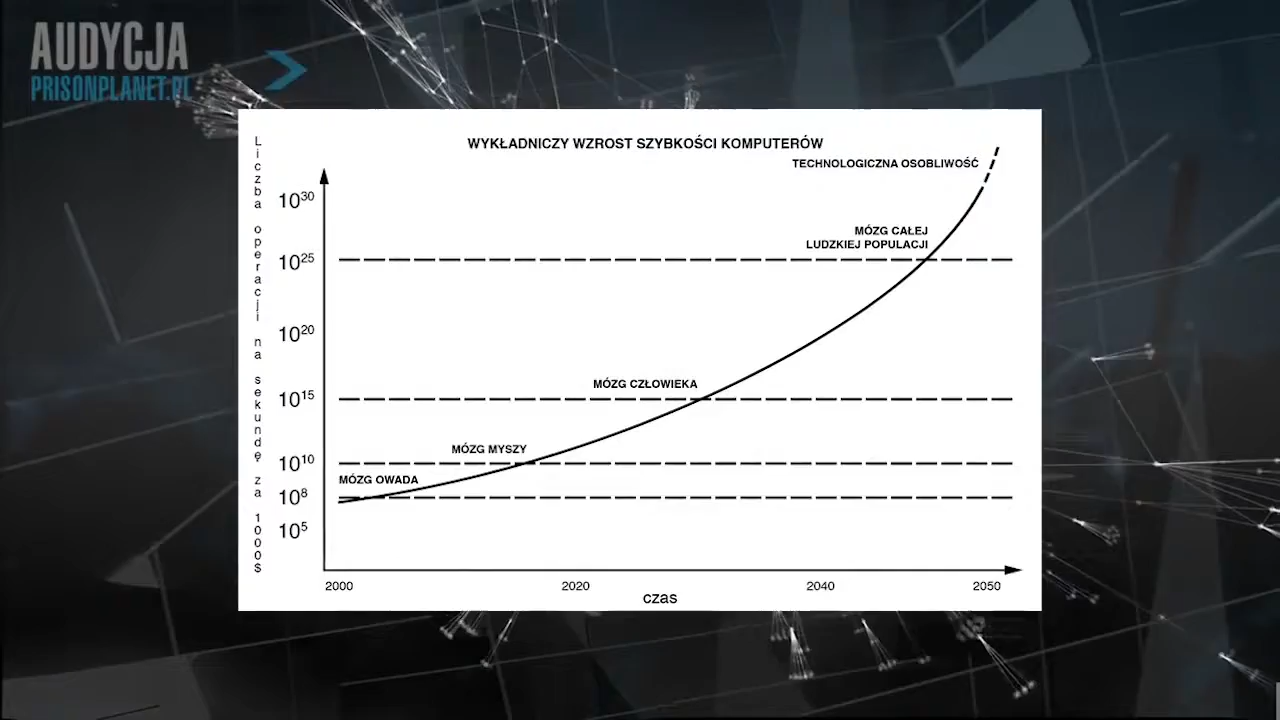 AUDYCJA
PRISONPLANET.PL
WYKŁADNICZY WZROST SZYBKOŚCI KOMPUTERÓW
TECHNOLOGICZNA OSOBLIWOŚĆ
Liczba operacji na sekundę za 1000$
10³⁰
MÓZG CAŁEJ
LUDZKIEJ POPULACJI
10²⁵
10²⁰
MÓZG CZŁOWIEKA
10¹⁵
MÓZG MYSZY
10¹⁰
MÓZG OWADA
10⁸
10⁵
2000 2020 2040 2050
czas